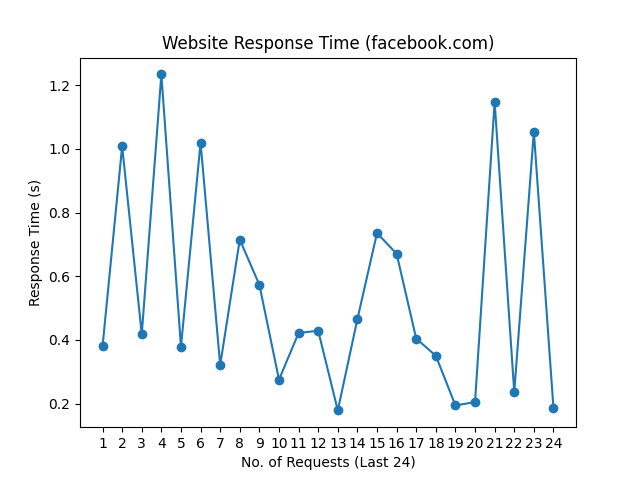 Website Response Time (facebook.com)
Response Time (s)
1.2
1.0
0.8
0.6
0.4
0.2
1 2 3 4 5 6 7 8 9 10 11 12 13 14 15 16 17 18 19 20 21 22 23 24
No. of Requests (Last 24)